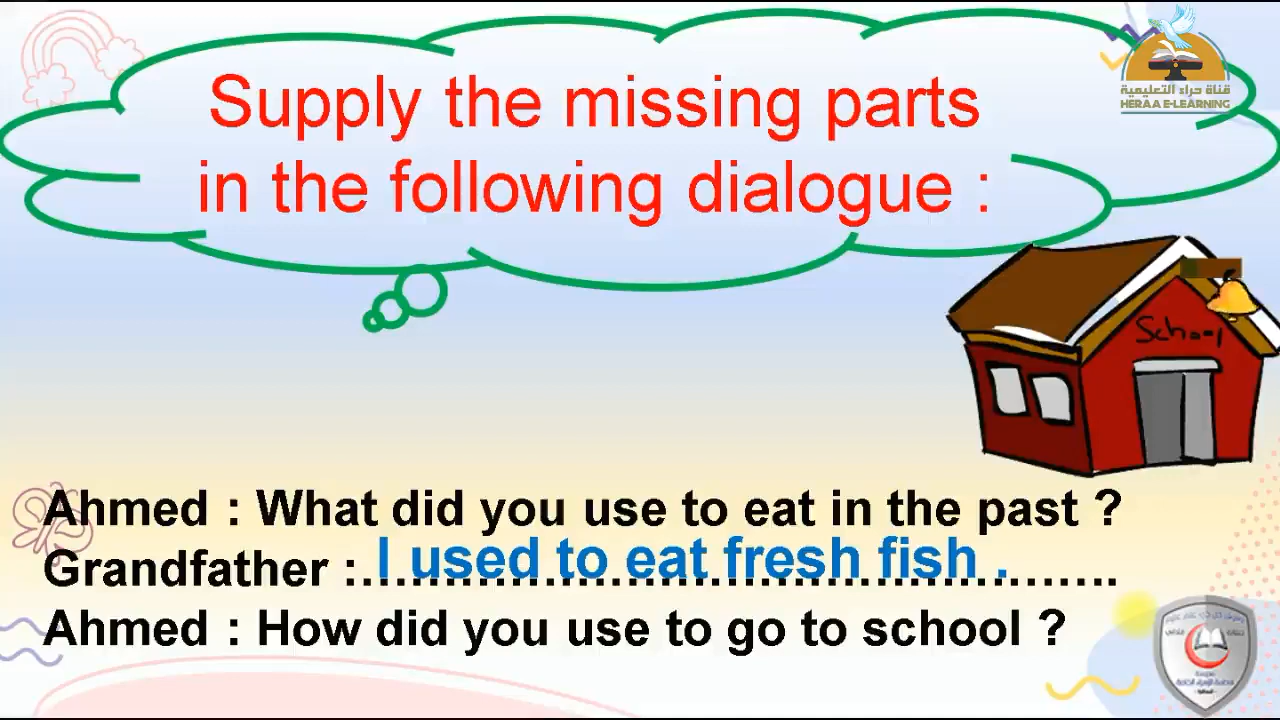 Supply the missing parts
in the following dialogue :
قناة حراء التعليمية
HERAA E-LEARNING
School
Ahmed : What did you use to eat in the past ?
Grandfather :.I used to eat fresh fish .
Ahmed : How did you use to go to school ?